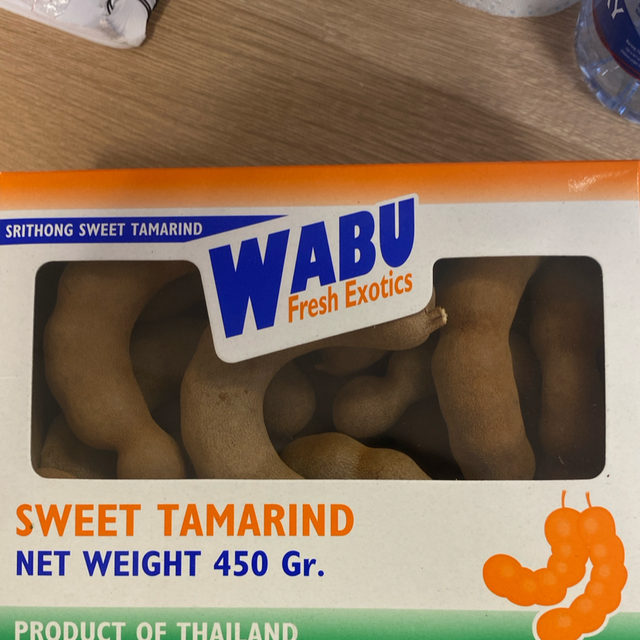 SRITHONG SWEET TAMARIND
WABU
Fresh Exotics
SWEET TAMARIND
NET WEIGHT 450 Gr.
PRODUCT OF THAILAND